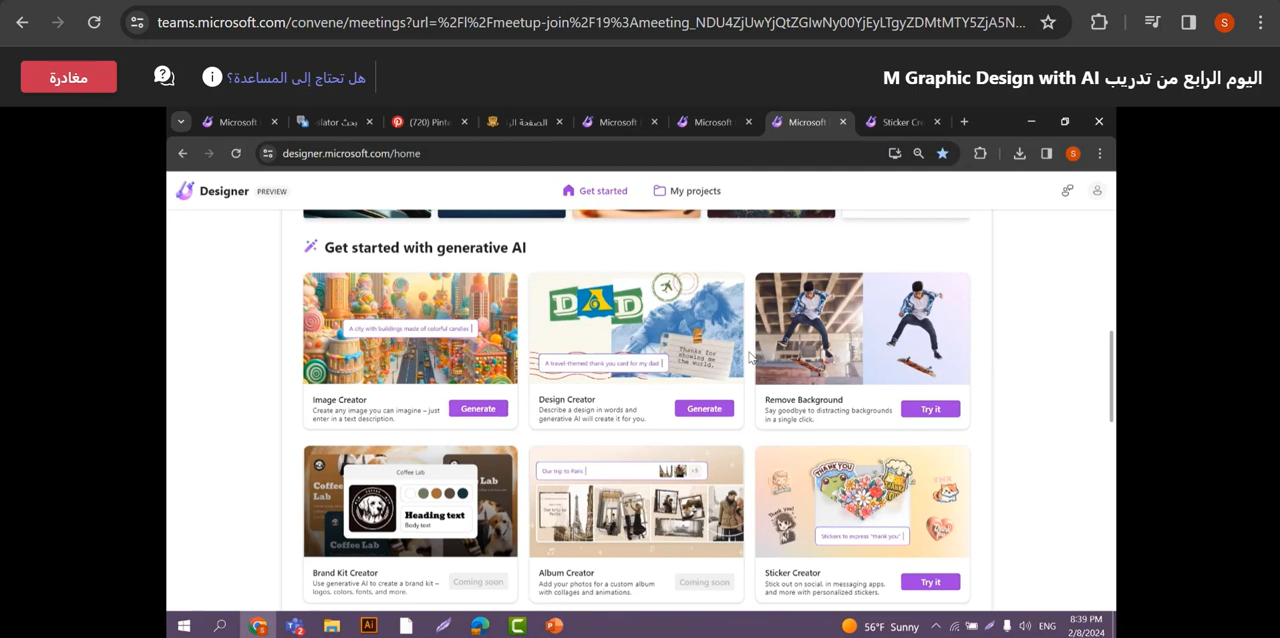 teams.microsoft.com/convene/meetings?url=%2Fl%2Fmeetup-join%2F19%3Ameeting_NDU4ZjUwYjQtZGIwNy00YjEyLTgyZDMtMTY5ZjA5N...
S
مغادرة
هل تحتاج إلى المساعدة؟
اليوم الرابع من تدريب M Graphic Design with AI
Microsoft
slator بحث
(720) Pinte
الصفحة الر
Microsoft
Microsoft
Microsoft
Sticker Cre
designer.microsoft.com/home
S
Designer PREVIEW
Get started
My projects
Get started with generative AI
A city with buildings made of colorful candies
DAD
A travel-themed thank you card for my dad
Thanks for showing me the world.
Image Creator
Create any image you can imagine – just
enter in a text description.
Generate
Design Creator
Describe a design in words and
generative AI will create it for you.
Generate
Remove Background
Say goodbye to distracting backgrounds
in a single click.
Try it
Coffee Lab
Coffee Lab
Heading text
Body text
Coffee Lab
Our trip to Paris
+5
THANK YOU
Thank You!
Stickers to express "thank you"
Brand Kit Creator
Use generative AI to create a brand kit –
logos, colors, fonts, and more.
Coming soon
Album Creator
Add your photos for a custom album
with collages and animations.
Coming soon
Sticker Creator
Stick out on social, in messaging apps,
and more with personalized stickers.
Try it
Ai
56°F Sunny
ENG
8:39 PM
2/8/2024